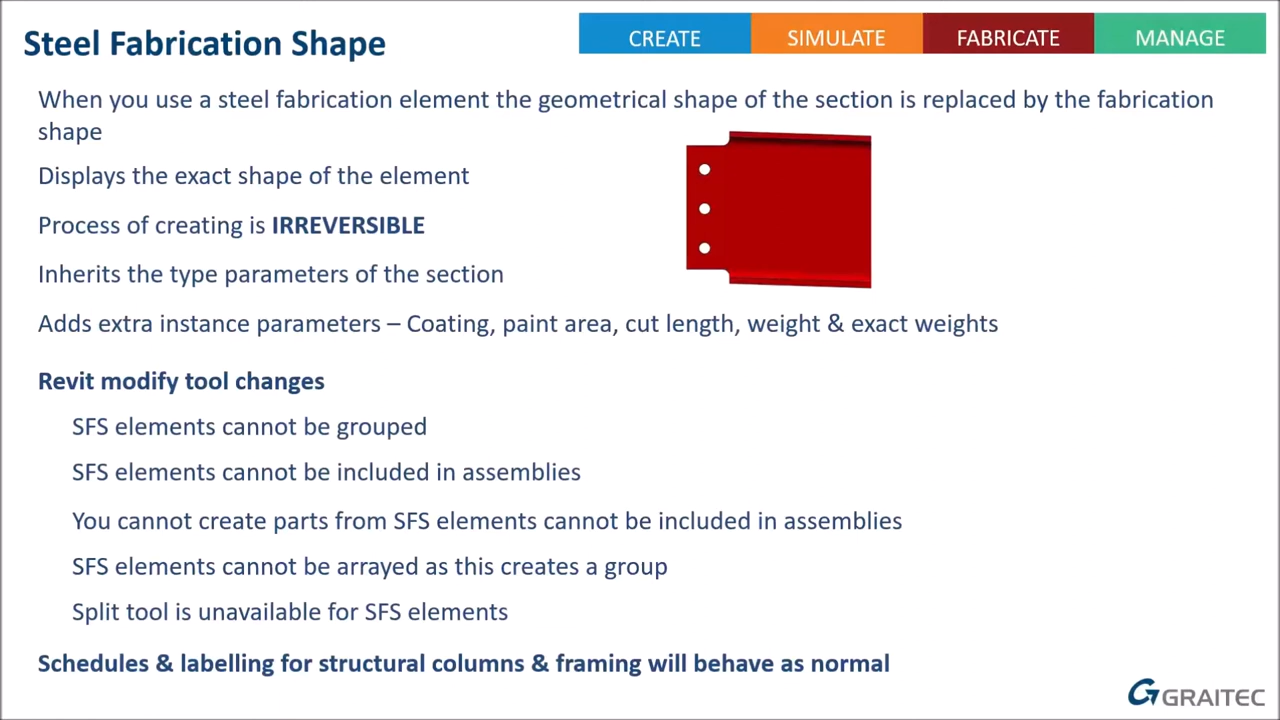 Steel Fabrication Shape
CREATE
SIMULATE
FABRICATE
MANAGE
When you use a steel fabrication element the geometrical shape of the section is replaced by the fabrication
shape
Displays the exact shape of the element
Process of creating is IRREVERSIBLE
Inherits the type parameters of the section
Adds extra instance parameters – Coating, paint area, cut length, weight & exact weights
Revit modify tool changes
SFS elements cannot be grouped
SFS elements cannot be included in assemblies
You cannot create parts from SFS elements cannot be included in assemblies
SFS elements cannot be arrayed as this creates a group
Split tool is unavailable for SFS elements
Schedules & labelling for structural columns & framing will behave as normal
GRAITEC